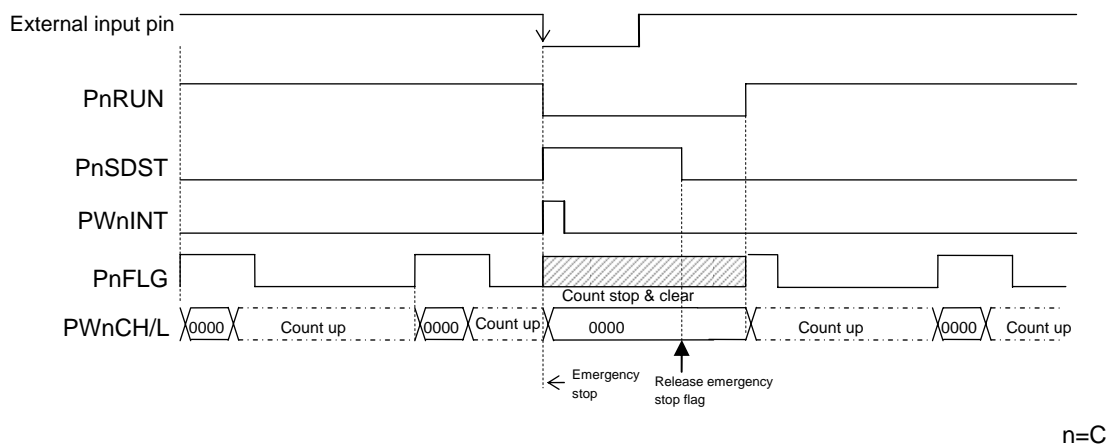 External input pin
PnRUN
PnSDST
PWnINT
PnFLG
Count stop & clear
PWnCH/L
0000
Count up
0000
Count up
0000
Count up
0000
Count up
Emergency
stop
Release emergency
stop flag
n=C